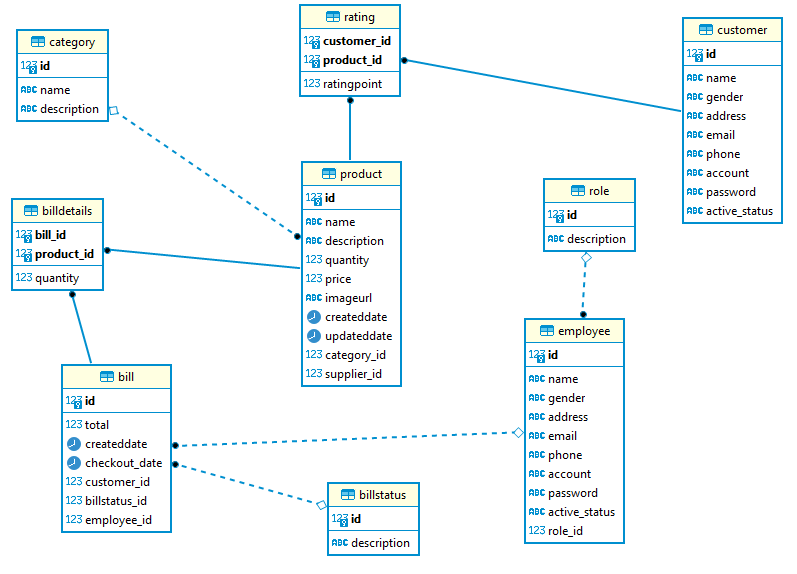 category
123 id
ABC name
ABC description
rating
123 customer_id
123 product_id
123 ratingpoint
customer
123 id
ABC name
ABC gender
ABC address
ABC email
ABC phone
ABC account
ABC password
ABC active_status
product
123 id
ABC name
ABC description
123 quantity
123 price
ABC imageurl
createddate
updateddate
123 category_id
123 supplier_id
role
123 id
ABC description
billdetails
123 bill_id
123 product_id
123 quantity
employee
123 id
ABC name
ABC gender
ABC address
ABC email
ABC phone
ABC account
ABC password
ABC active_status
123 role_id
bill
123 id
123 total
createddate
checkout_date
123 customer_id
123 billstatus_id
123 employee_id
billstatus
123 id
ABC description